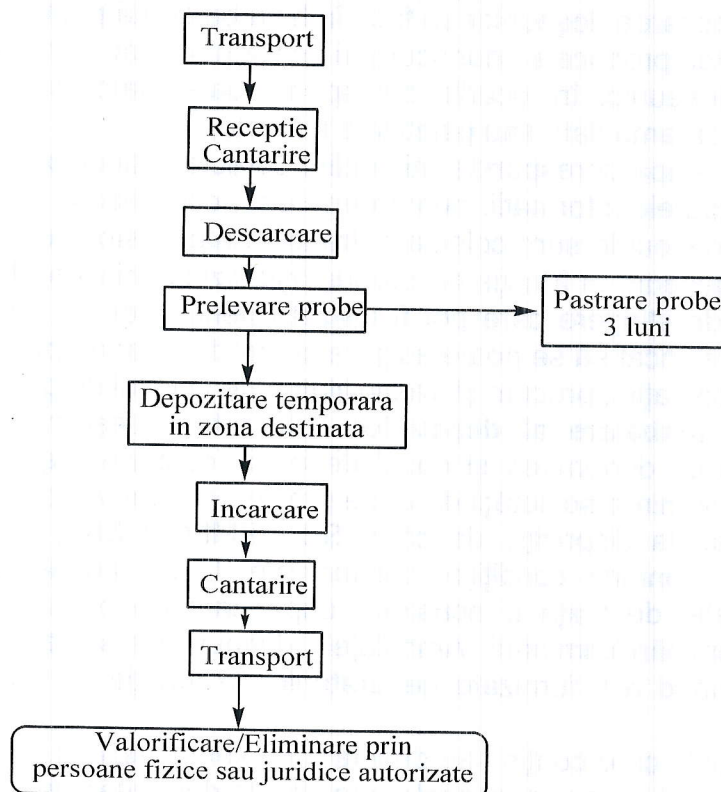 Transport
Receptie
Cantarire
Descarcare
Prelevare probe
Pastrare probe
3 luni
Depozitare temporara
in zona destinata
Incarcare
Cantarire
Transport
Valorificare/Eliminare prin
persoane fizice sau juridice autorizate